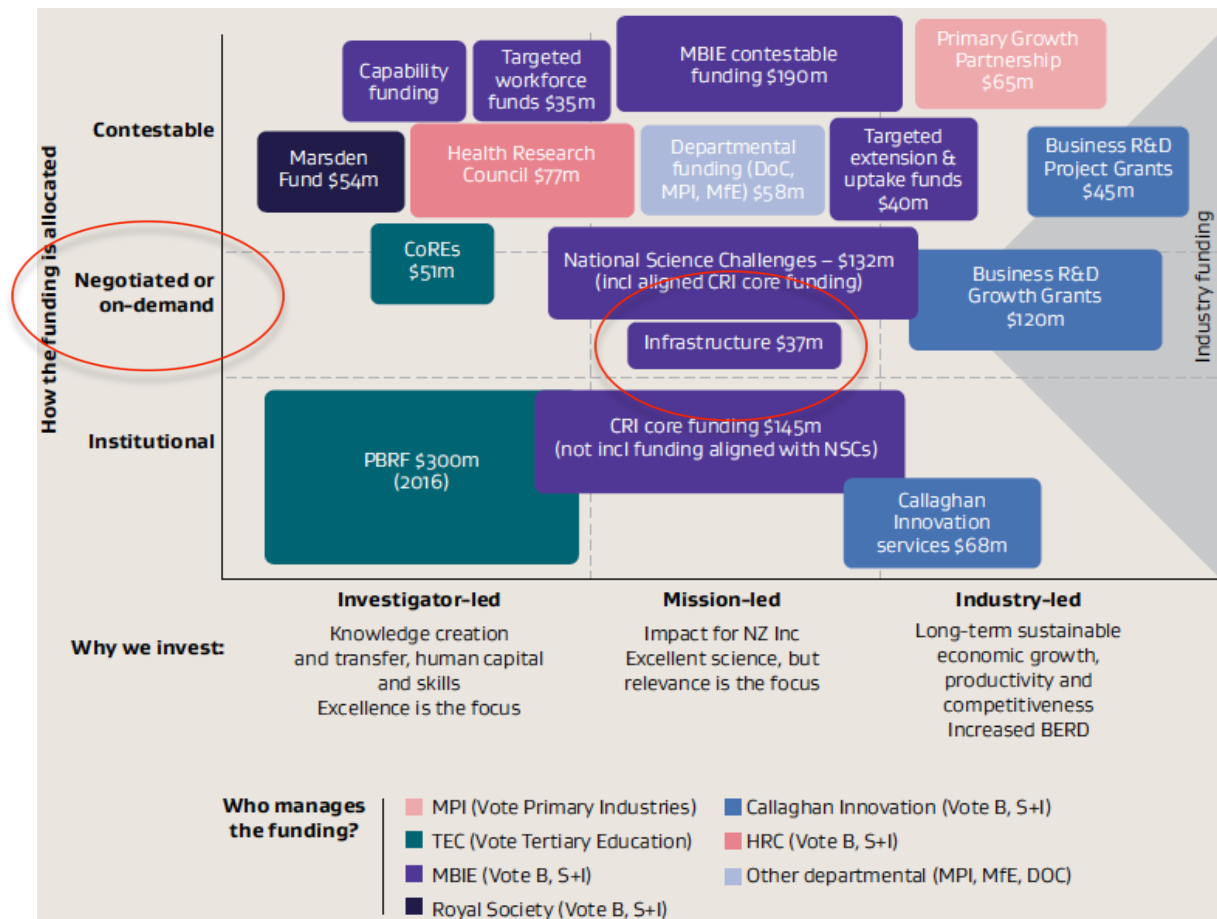 How the funding is allocated
Contestable
Negotiated or
on-demand
Institutional
Capability
funding
Targeted
workforce
funds $35m
MBIE contestable
funding $190m
Primary Growth
Partnership
$65m
Marsden
Fund $54m
Health Research
Council $77m
Departmental
funding (DoC,
MPI, MfE) $58m
Targeted
extension &
uptake funds
$40m
Business R&D
Project Grants
$45m
CoREs
$51m
National Science Challenges – $132m
(incl aligned CRI core funding)
Business R&D
Growth Grants
$120m
Infrastructure $37m
Industry funding
PBRF $300m
(2016)
CRI core funding $145m
(not incl funding aligned with NSCs)
Callaghan
Innovation
services $68m
Why we invest:
Investigator-led
Knowledge creation
and transfer, human capital
and skills
Excellence is the focus
Mission-led
Impact for NZ Inc
Excellent science, but
relevance is the focus
Industry-led
Long-term sustainable
economic growth,
productivity and
competitiveness
Increased BERD
Who manages
the funding?
MPI (Vote Primary Industries)
TEC (Vote Tertiary Education)
MBIE (Vote B, S+I)
Royal Society (Vote B, S+I)
Callaghan Innovation (Vote B, S+I)
HRC (Vote B, S+I)
Other departmental (MPI, MfE, DOC)